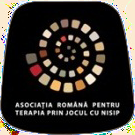 ASOCIAȚIA ROMÂNĂ PENTRU
TERAPIA PRIN JOCUL CU NISIP